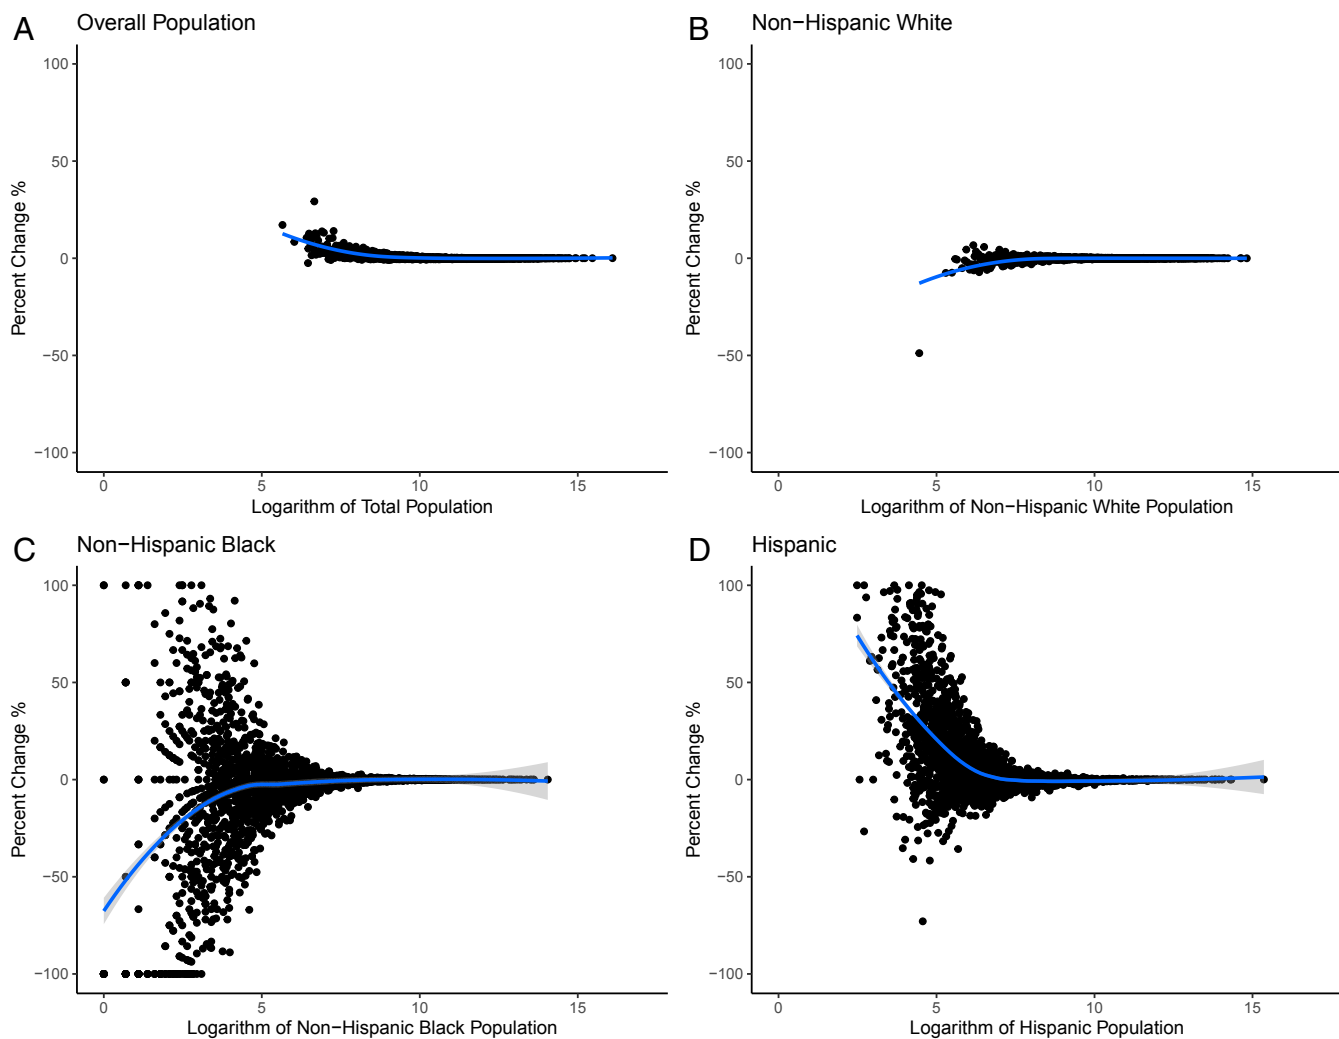 A Overall Population
100
50
0
−50
−100
Percent Change %
0 5 10 15
Logarithm of Total Population
B Non−Hispanic White
100
50
0
−50
−100
Percent Change %
0 5 10 15
Logarithm of Non−Hispanic White Population
C Non−Hispanic Black
100
50
0
−50
−100
Percent Change %
0 5 10 15
Logarithm of Non−Hispanic Black Population
D Hispanic
100
50
0
−50
−100
Percent Change %
0 5 10 15
Logarithm of Hispanic Population